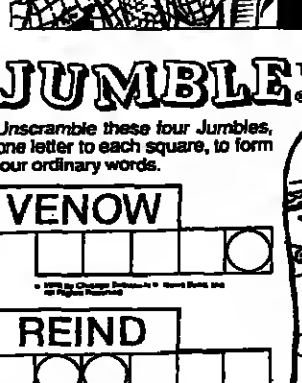 JUMBLE
Unscramble these four Jumbles,
one letter to each square, to form
four ordinary words.
VENOW
REIND